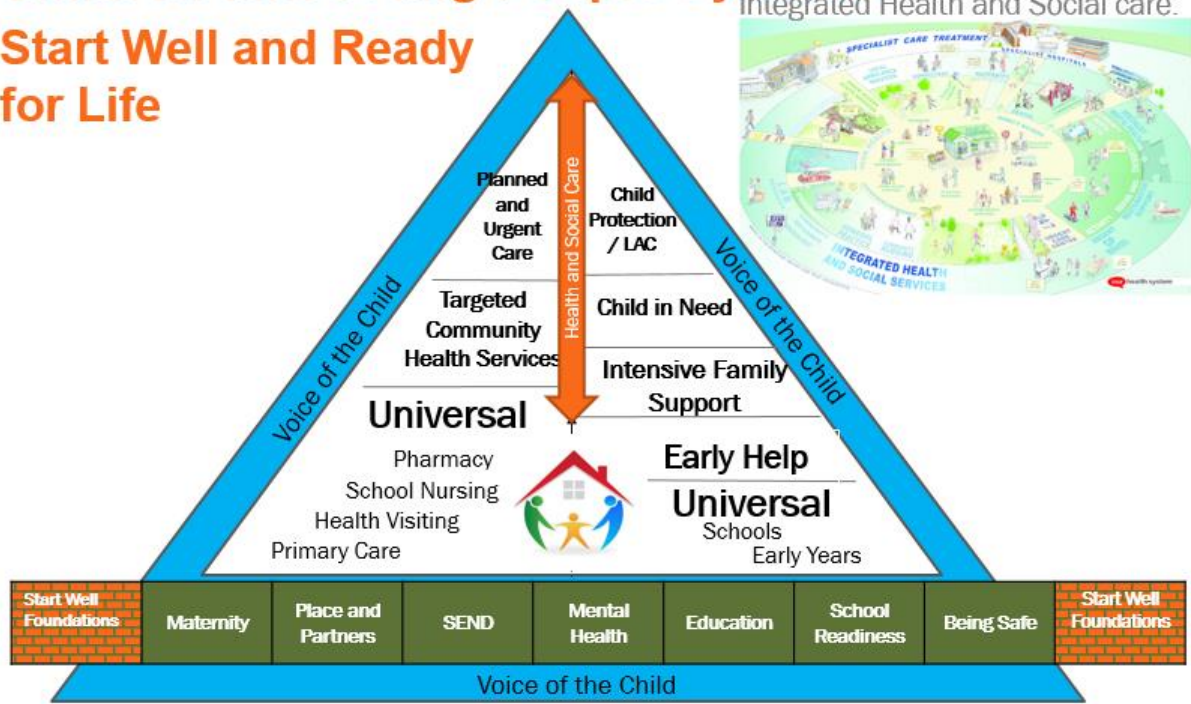 Integrated Health and Social care.
Start Well and Ready
for Life
SPECIALIST CARE TREATMENT
SPECIALIST HOSPITALS
INTEGRATED HEALTH
AND SOCIAL SERVICES
health system
Planned
and
Urgent
Care
Health and Social Care
Child
Protection
/ LAC
Voice of the Child
Voice of the Child
Targeted
Community
Health Services
Child in Need
Intensive Family
Support
Universal
Pharmacy
School Nursing
Health Visiting
Primary Care
Early Help
Universal
Schools
Early Years
Start Well
Foundations
Maternity
Place and
Partners
SEND
Mental
Health
Education
School
Readiness
Being Safe
Start Well
Foundations
Voice of the Child